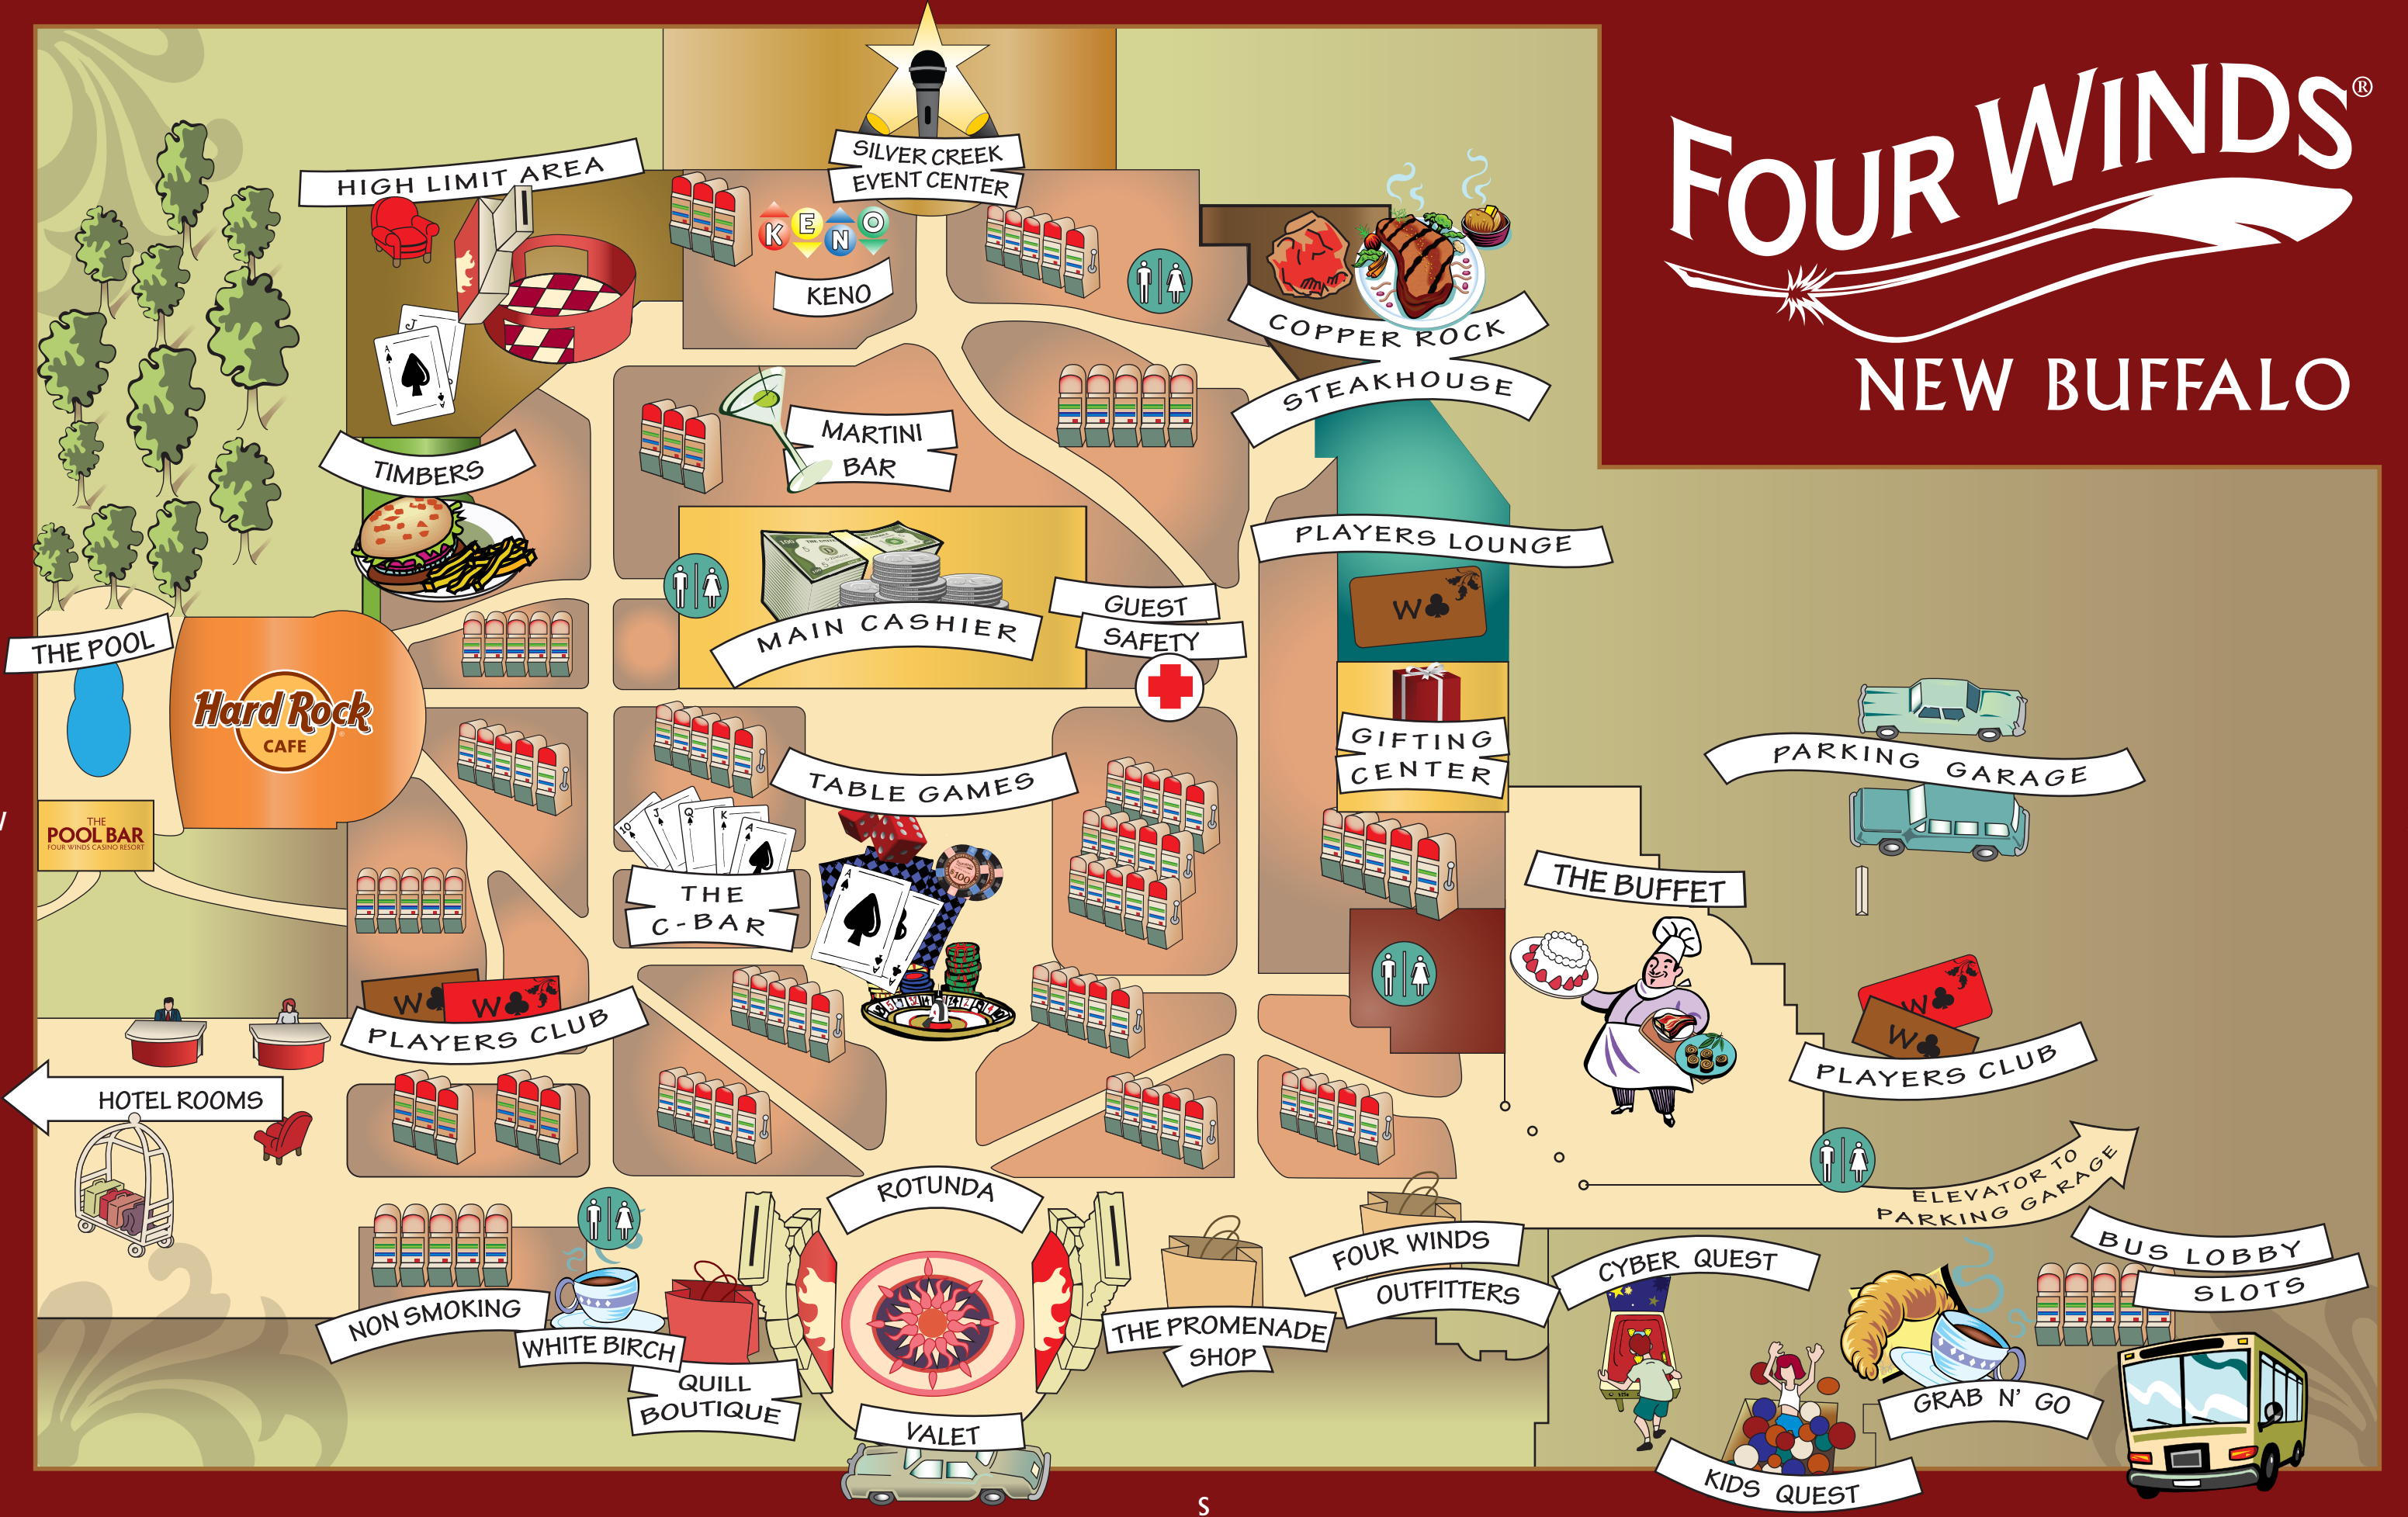 FOUR WINDS®
NEW BUFFALO
SILVER CREEK
EVENT CENTER
HIGH LIMIT AREA
KENO
KENO
J
A
COPPER ROCK
STEAKHOUSE
MARTINI
BAR
TIMBERS
PLAYERS LOUNGE
W
MAIN CASHIER
GUEST
SAFETY
THE POOL
Hard Rock
CAFE
GIFTING
CENTER
PARKING GARAGE
TABLE GAMES
THE
POOL BAR
FOUR WINDS CASINO RESORT
10 J Q K A
THE
C-BAR
A
$100
THE BUFFET
W W
PLAYERS CLUB
W
W
PLAYERS CLUB
HOTEL ROOMS
ROTUNDA
ELEVATOR TO
PARKING GARAGE
NON SMOKING
WHITE BIRCH
QUILL
BOUTIQUE
VALET
THE PROMENADE
SHOP
FOUR WINDS
OUTFITTERS
CYBER QUEST
BUS LOBBY
SLOTS
GRAB N' GO
KIDS QUEST
S